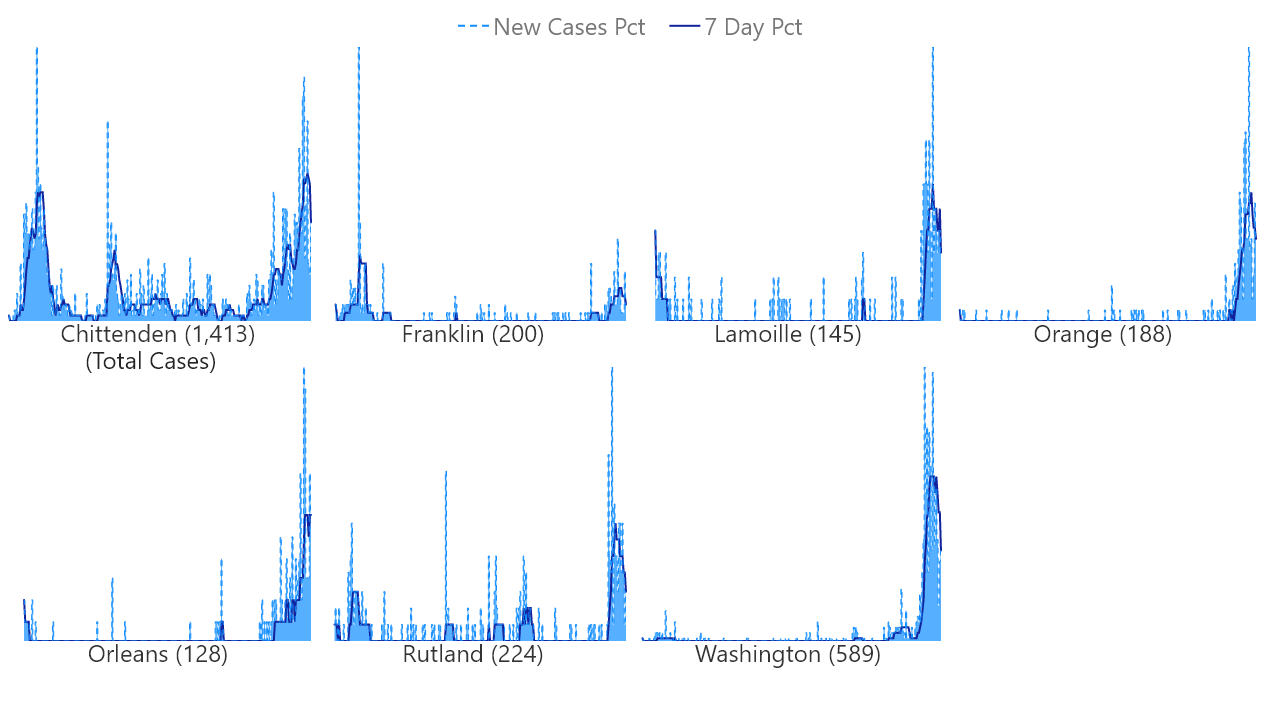 New Cases Pct 7 Day Pct
Chittenden (1,413) Franklin (200) Lamoille (145) Orange (188)
(Total Cases)
Orleans (128) Rutland (224) Washington (589)